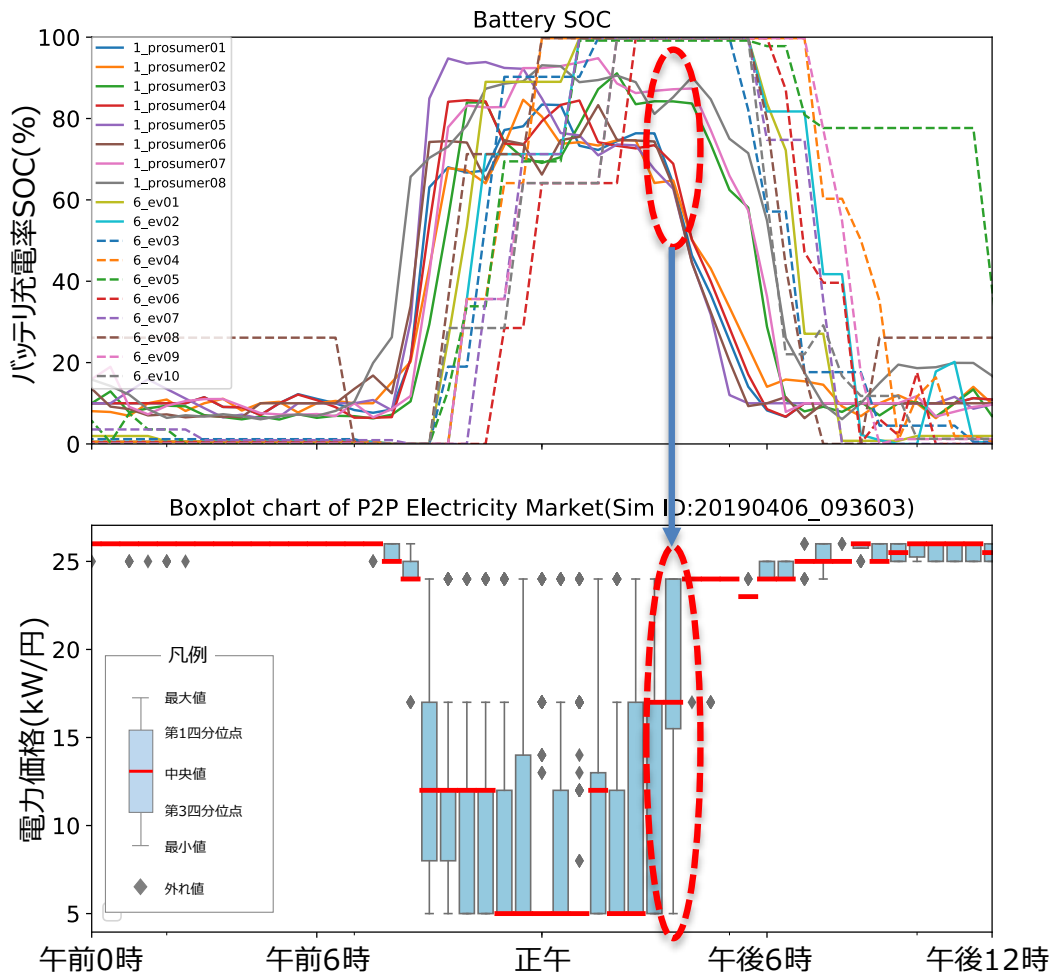 Battery SOC
バッテリ充電率SOC(%)
100
80
60
40
20
0
1_prosumer01
1_prosumer02
1_prosumer03
1_prosumer04
1_prosumer05
1_prosumer06
1_prosumer07
1_prosumer08
6_ev01
6_ev02
6_ev03
6_ev04
6_ev05
6_ev06
6_ev07
6_ev08
6_ev09
6_ev10
Boxplot chart of P2P Electricity Market(Sim ID:20190406_093603)
電力価格(kW/円)
25
20
15
10
5
凡例
最大値
第1四分位点
中央値
第3四分位点
最小値
外れ値
午前0時
午前6時
正午
午後6時
午後12時